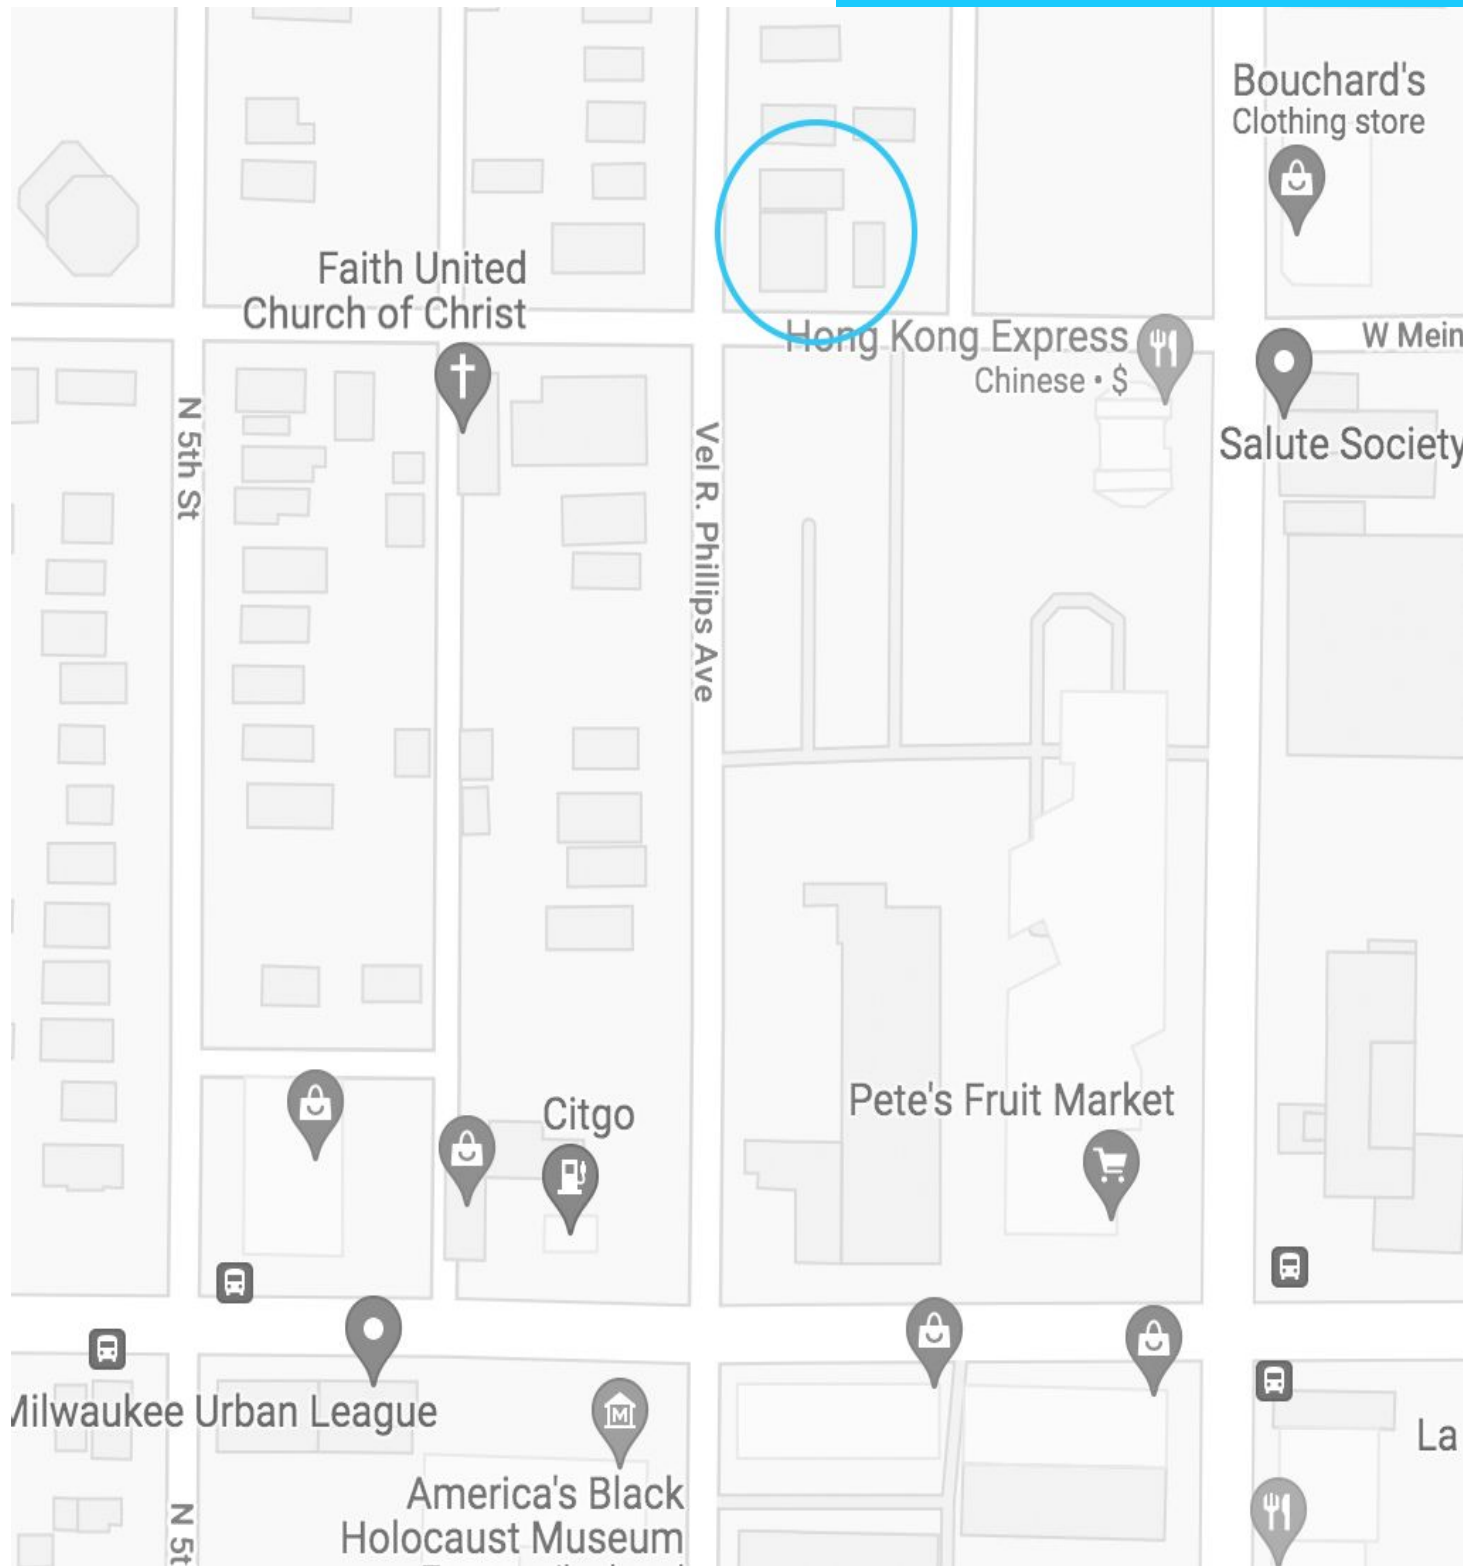 Bouchard's
Clothing store
Faith United
Church of Christ
Hong Kong Express
Chinese • $
W Mein
N 5th St
Vel R. Phillips Ave
Salute Society
Citgo
Pete's Fruit Market
Milwaukee Urban League
La
America's Black
Holocaust Museum
N 5t